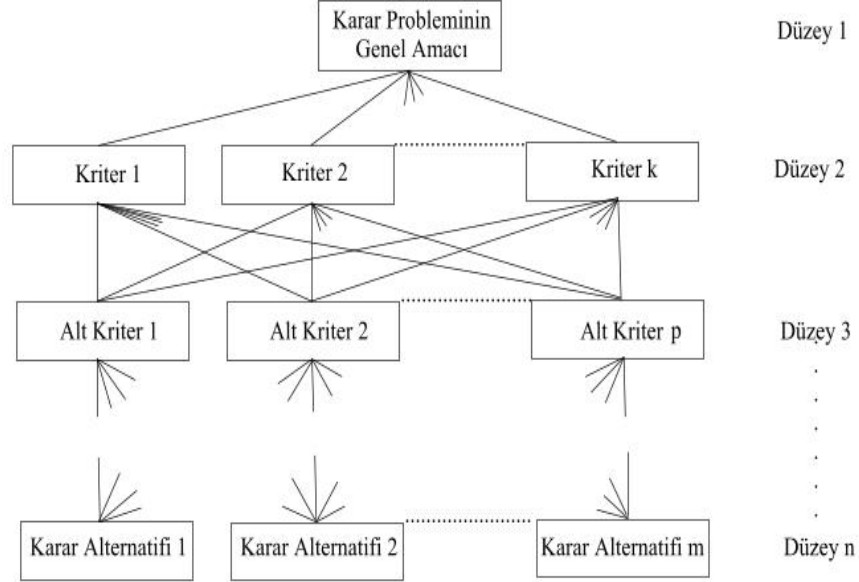 Karar Probleminin
Genel Amacı
Düzey 1
Kriter 1
Kriter 2
Kriter k
Düzey 2
Alt Kriter 1
Alt Kriter 2
Alt Kriter p
Düzey 3
Karar Alternatifi 1
Karar Alternatifi 2
Karar Alternatifi m
Düzey n